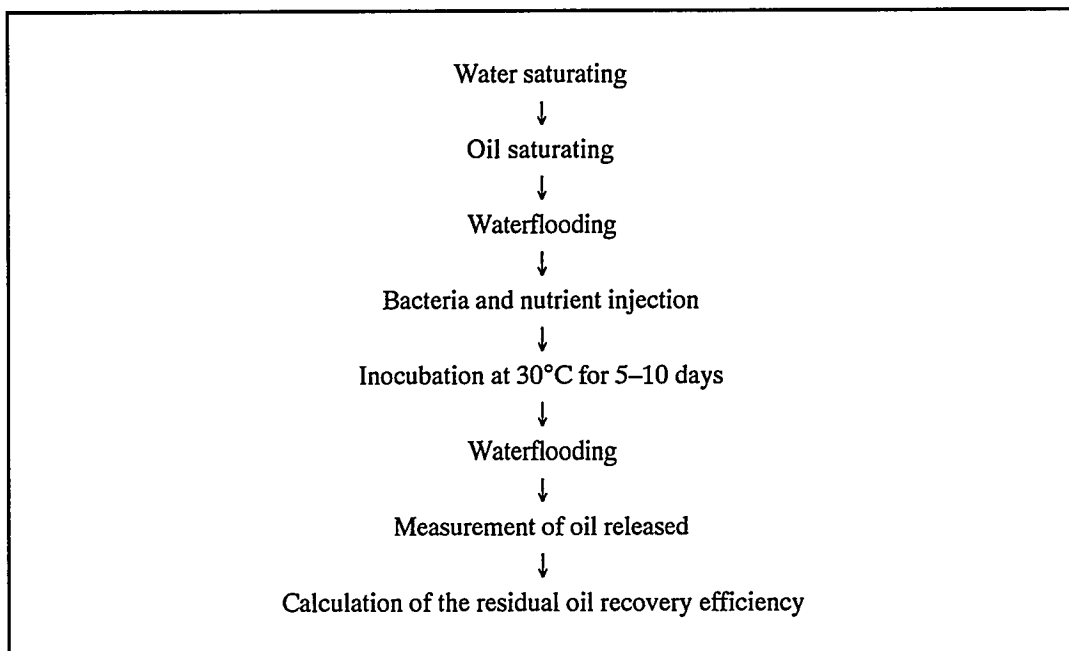 Water saturating
↓
Oil saturating
↓
Waterflooding
↓
Bacteria and nutrient injection
↓
Inocubation at 30°C for 5–10 days
↓
Waterflooding
↓
Measurement of oil released
↓
Calculation of the residual oil recovery efficiency